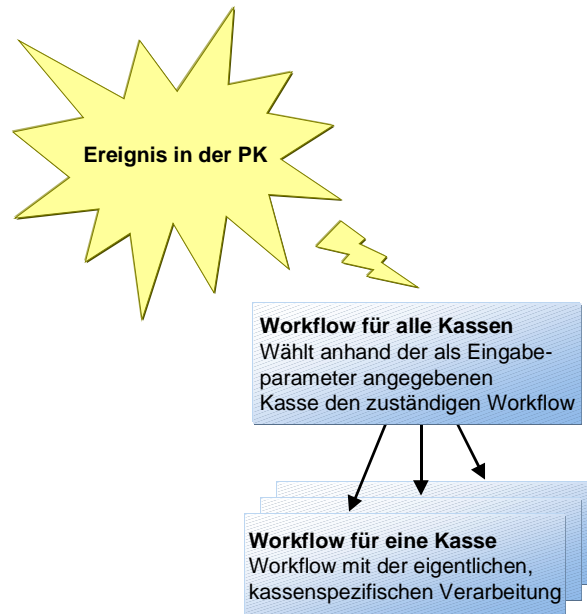 Ereignis in der PK
Workflow für alle Kassen
Wählt anhand der als Eingabe-
parameter angegebenen
Kasse den zuständigen Workflow
Workflow für eine Kasse
Workflow mit der eigentlichen,
kassenspezifischen Verarbeitung